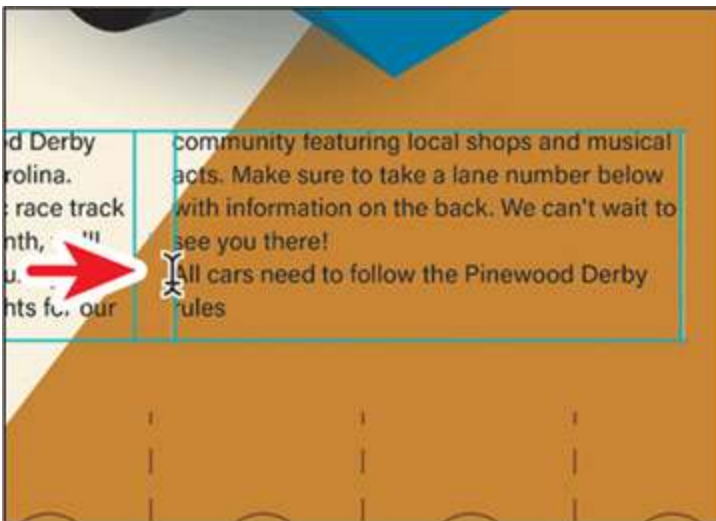 d Derby
rolina.
race track
nth,
hts for our
community featuring local shops and musical
acts. Make sure to take a lane number below
with information on the back. We can't wait to
see you there!
All cars need to follow the Pinewood Derby
rules